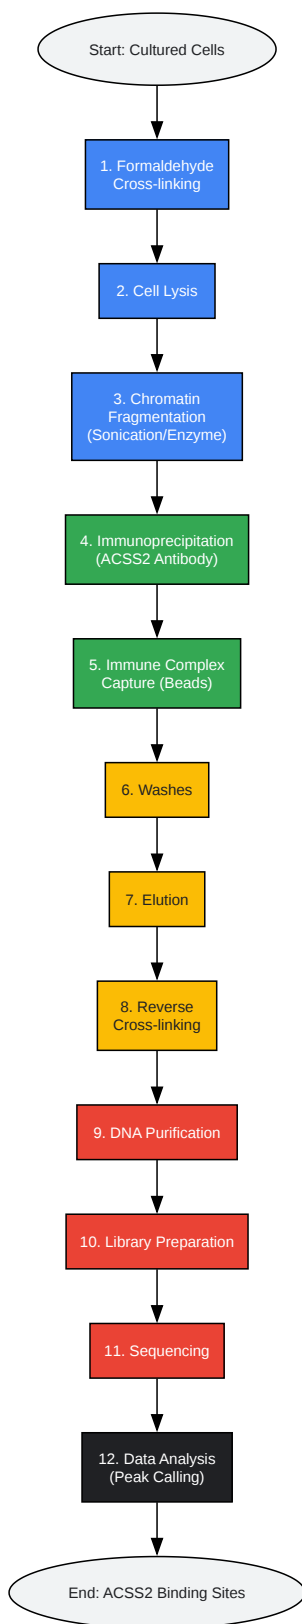 Start: Cultured Cells
1. Formaldehyde
Cross-linking
2. Cell Lysis
3. Chromatin
Fragmentation
(Sonication/Enzyme)
4. Immunoprecipitation
(ACSS2 Antibody)
5. Immune Complex
Capture (Beads)
6. Washes
7. Elution
8. Reverse
Cross-linking
9. DNA Purification
10. Library Preparation
11. Sequencing
12. Data Analysis
(Peak Calling)
End: ACSS2 Binding Sites